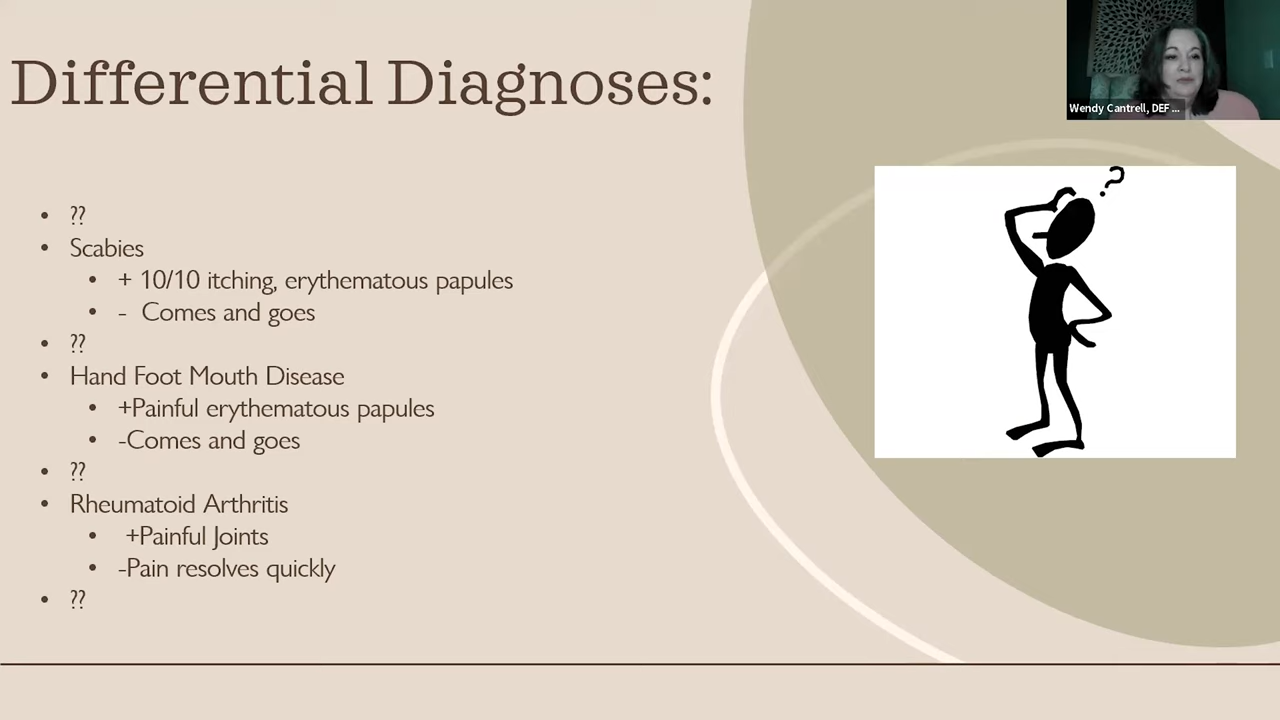 Differential Diagnoses:
Wendy Cantrell, DEF ...
?
• ??
• Scabies
• + 10/10 itching, erythematous papules
• - Comes and goes
• ??
• Hand Foot Mouth Disease
• +Painful erythematous papules
• -Comes and goes
• ??
• Rheumatoid Arthritis
• +Painful Joints
• -Pain resolves quickly
• ??